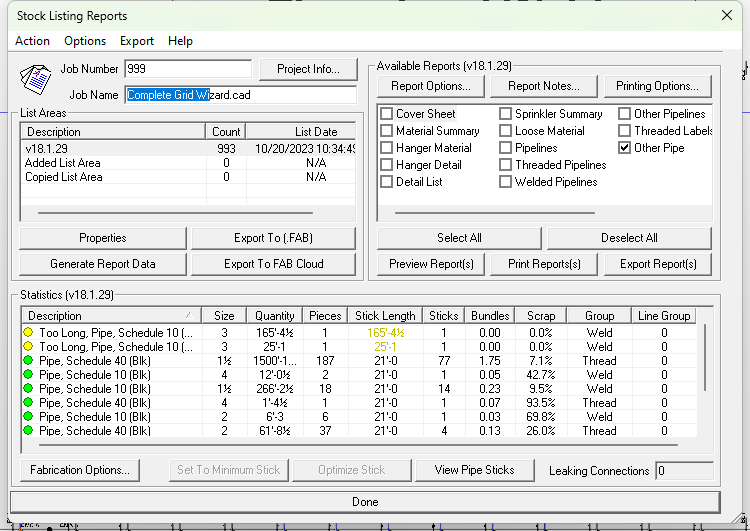 Stock Listing Reports
Action Options Export Help
Job Number 999 Project Info...
Job Name Complete Grid Wizard.cad
Available Reports (v18.1.29)
Report Options... Report Notes... Printing Options...
Cover Sheet Sprinkler Summary Other Pipelines
Material Summary Loose Material Threaded Labels
Hanger Material Pipelines Other Pipe
Hanger Detail Threaded Pipelines
Detail List Welded Pipelines
Select All Deselect All
Preview Report(s) Print Reports(s) Export Report(s)
List Areas
Description Count List Date
v18.1.29 993 10/20/2023 10:34:49
Added List Area 0 N/A
Copied List Area 0 N/A
Properties Export To (.FAB)
Generate Report Data Export To FAB Cloud
Statistics (v18.1.29)
Description Size Quantity Pieces Stick Length Sticks Bundles Scrap Group Line Group
Too Long, Pipe, Schedule 10 (... 3 165'-4½ 1 165'-4½ 1 0.00 0.0% Weld 0
Too Long, Pipe, Schedule 10 (... 3 25'-1 1 25'-1 1 0.00 0.0% Weld 0
Pipe, Schedule 40 (Blk) 1½ 1500'-1... 187 21'-0 77 1.75 7.1% Thread 0
Pipe, Schedule 10 (Blk) 4 12'-0½ 2 21'-0 1 0.05 42.7% Weld 0
Pipe, Schedule 10 (Blk) 1½ 266'-2½ 18 21'-0 14 0.23 9.5% Weld 0
Pipe, Schedule 40 (Blk) 4 1'-4½ 1 21'-0 1 0.07 93.5% Thread 0
Pipe, Schedule 10 (Blk) 2 6'-3 6 21'-0 1 0.03 69.8% Weld 0
Pipe, Schedule 40 (Blk) 2 61'-8½ 37 21'-0 4 0.13 26.0% Thread 0
Fabrication Options... Set To Minimum Stick Optimize Stick View Pipe Sticks Leaking Connections 0
Done